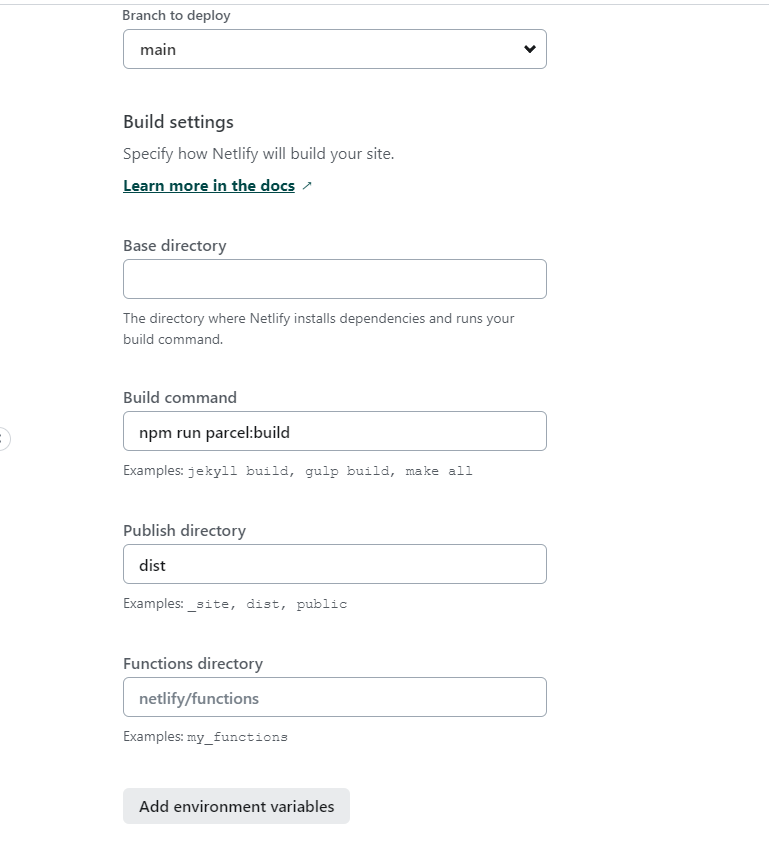 Branch to deploy
main
Build settings
Specify how Netlify will build your site.
Learn more in the docs ↗
Base directory
The directory where Netlify installs dependencies and runs your
build command.
Build command
npm run parcel:build
Examples: jekyll build, gulp build, make all
Publish directory
dist
Examples: _site, dist, public
Functions directory
netlify/functions
Examples: my_functions
Add environment variables